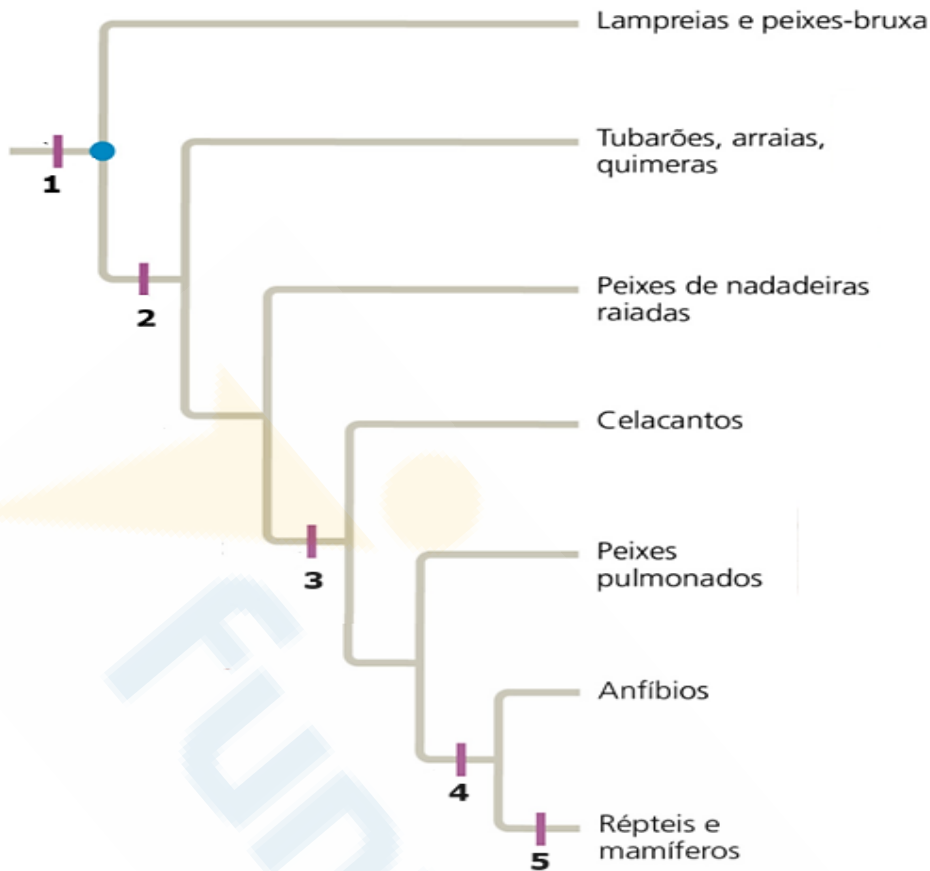 Lampreias e peixes-bruxa
Tubarões, arraias,
quimeras
1
Peixes de nadadeiras
raiadas
2
Celacantos
Peixes
pulmonados
3
Anfíbios
4
Répteis e
mamíferos
5
Fun